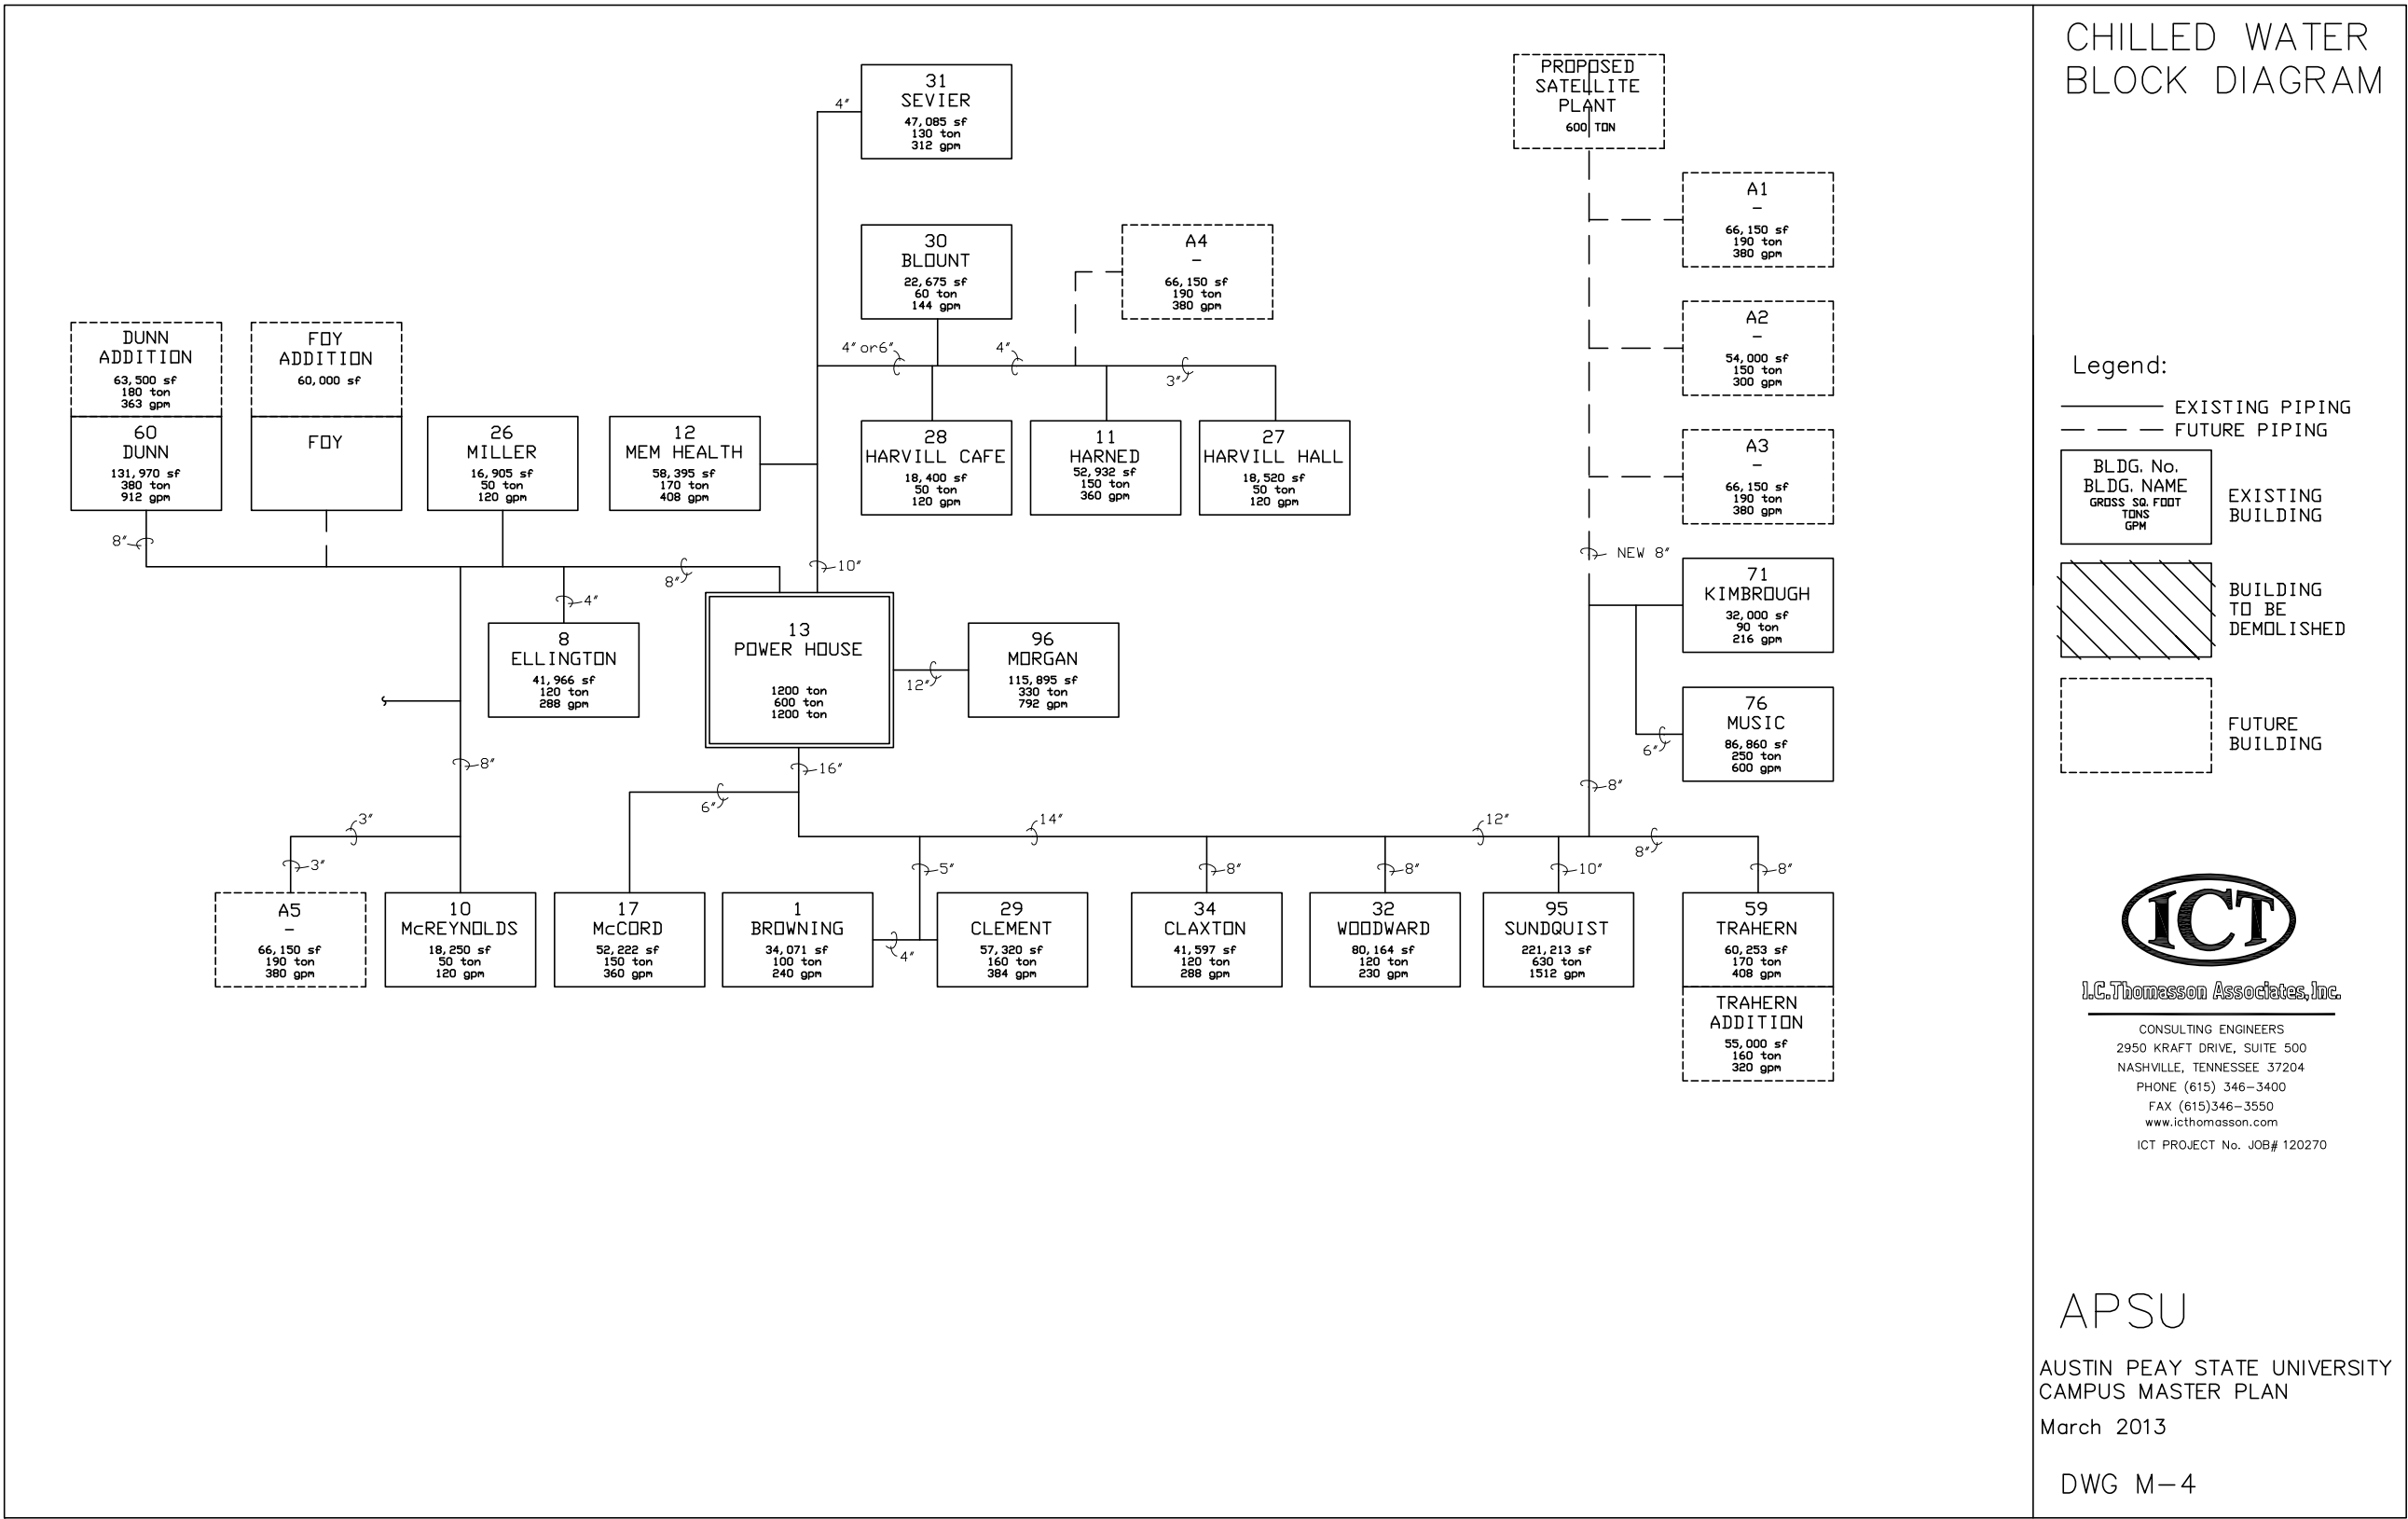 CHILLED WATER
BLOCK DIAGRAM
31
SEVIER
47,085 sf
130 ton
312 gpm
4"
PROPOSED
SATELLITE
PLANT
600 TON
A1
-
66,150 sf
190 ton
380 gpm
30
BLOUNT
22,675 sf
60 ton
144 gpm
A4
-
66,150 sf
190 ton
380 gpm
A2
-
54,000 sf
150 ton
300 gpm
DUNN
ADDITION
63,500 sf
180 ton
363 gpm
FOY
ADDITION
60,000 sf
4" or6"
4"
3"
60
DUNN
131,970 sf
380 ton
912 gpm
FOY
26
MILLER
16,905 sf
50 ton
120 gpm
12
MEM HEALTH
58,395 sf
170 ton
408 gpm
28
HARVILL CAFE
18,400 sf
50 ton
120 gpm
11
HARNED
52,932 sf
150 ton
360 gpm
27
HARVILL HALL
18,520 sf
50 ton
120 gpm
A3
-
66,150 sf
190 ton
380 gpm
8"
8"
10"
NEW 8"
4"
8
ELLINGTON
41,966 sf
120 ton
288 gpm
13
POWER HOUSE
1200 ton
600 ton
1200 ton
12"
96
MORGAN
115,895 sf
330 ton
792 gpm
71
KIMBROUGH
32,000 sf
90 ton
216 gpm
76
MUSIC
86,860 sf
250 ton
600 gpm
6"
8"
16"
8"
6"
3"
14"
12"
8"
3"
5"
8"
8"
10"
8"
4"
A5
-
66,150 sf
190 ton
380 gpm
10
McREYNOLDS
18,250 sf
50 ton
120 gpm
17
McCORD
52,222 sf
150 ton
360 gpm
1
BROWNING
34,071 sf
100 ton
240 gpm
29
CLEMENT
57,320 sf
160 ton
384 gpm
34
CLAXTON
41,597 sf
120 ton
288 gpm
32
WOODWARD
80,164 sf
120 ton
230 gpm
95
SUNDQUIST
221,213 sf
630 ton
1512 gpm
59
TRAHERN
60,253 sf
170 ton
408 gpm
TRAHERN
ADDITION
55,000 sf
160 ton
320 gpm
Legend:
EXISTING PIPING
FUTURE PIPING
BLDG. No.
BLDG. NAME
GROSS SQ. FOOT
TONS
GPM
EXISTING
BUILDING
BUILDING
TO BE
DEMOLISHED
FUTURE
BUILDING
ICT
I.C.Thomasson Associates,Inc.
CONSULTING ENGINEERS
2950 KRAFT DRIVE, SUITE 500
NASHVILLE, TENNESSEE 37204
PHONE (615) 346-3400
FAX (615)346-3550
www.icthomasson.com
ICT PROJECT No. JOB# 120270
APSU
AUSTIN PEAY STATE UNIVERSITY
CAMPUS MASTER PLAN
March 2013
DWG M-4